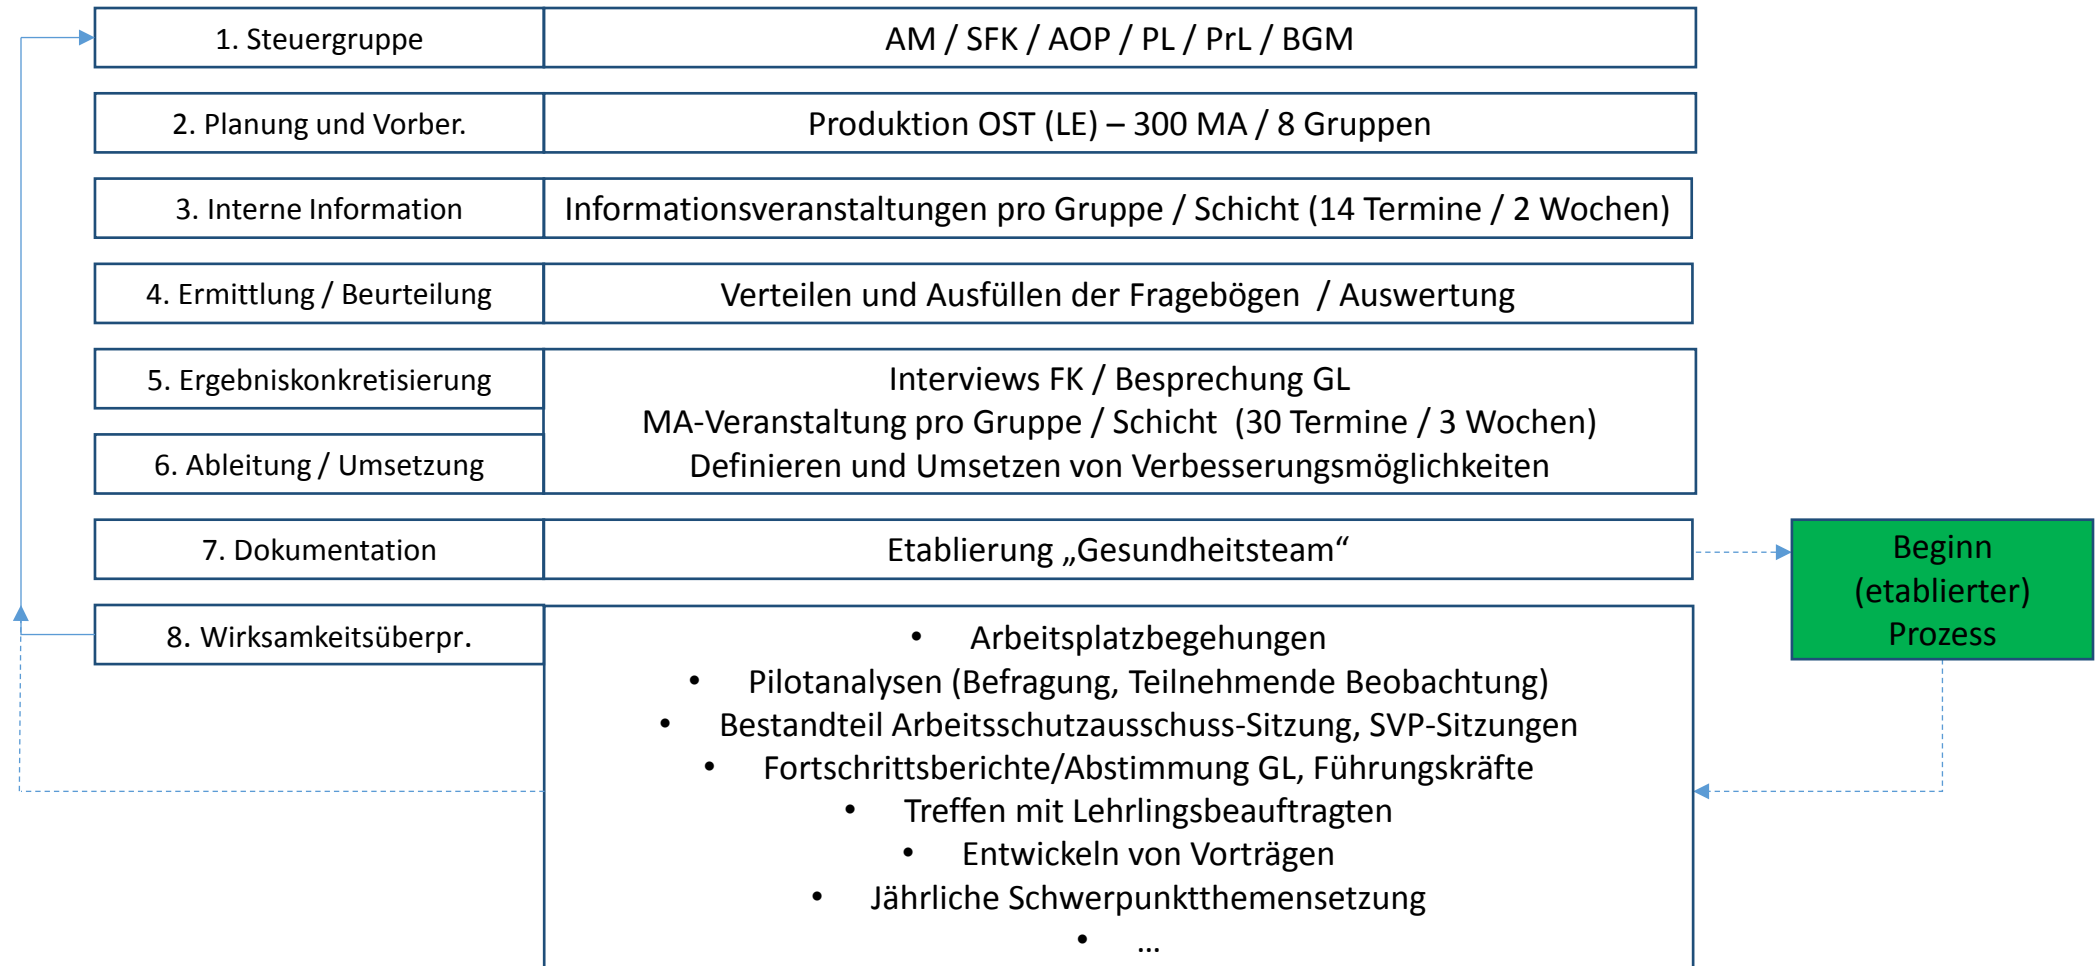 1. Steuergruppe
AM / SFK / AOP / PL / PrL / BGM
2. Planung und Vorber.
Produktion OST (LE) – 300 MA / 8 Gruppen
3. Interne Information
Informationsveranstaltungen pro Gruppe / Schicht (14 Termine / 2 Wochen)
4. Ermittlung / Beurteilung
Verteilen und Ausfüllen der Fragebögen / Auswertung
5. Ergebniskonkretisierung
6. Ableitung / Umsetzung
Interviews FK / Besprechung GL
MA-Veranstaltung pro Gruppe / Schicht (30 Termine / 3 Wochen)
Definieren und Umsetzen von Verbesserungsmöglichkeiten
7. Dokumentation
Etablierung „Gesundheitsteam“
Beginn
(etablierter)
Prozess
8. Wirksamkeitsüberpr.
• Arbeitsplatzbegehungen
• Pilotanalysen (Befragung, Teilnehmende Beobachtung)
• Bestandteil Arbeitsschutzausschuss-Sitzung, SVP-Sitzungen
• Fortschrittsberichte/Abstimmung GL, Führungskräfte
• Treffen mit Lehrlingsbeauftragten
• Entwickeln von Vorträgen
• Jährliche Schwerpunktthemensetzung
• …